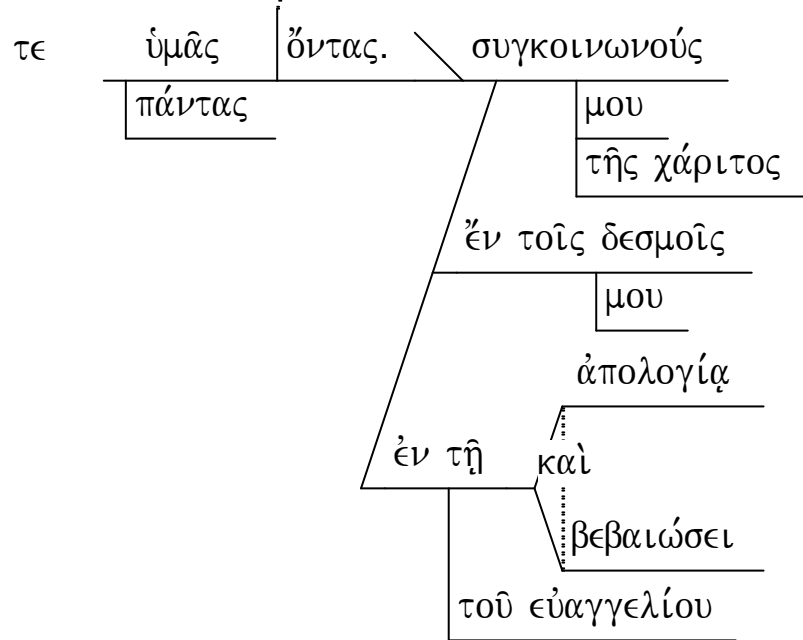 τε ὑμᾶς ὄντας. συγκοινωνούς
πάντας μου
τῆς χάριτος
ἔν τοῖς δεσμοῖς
μου
ἀπολογίᾳ
ἐν τῇ καὶ
βεβαιώσει
τοῦ εὐαγγελίου